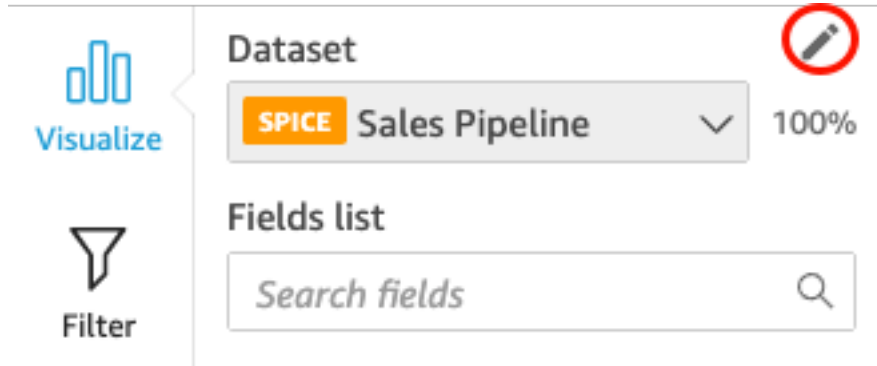 Dataset
SPICE Sales Pipeline 100%
Visualize
Fields list
Search fields
Filter